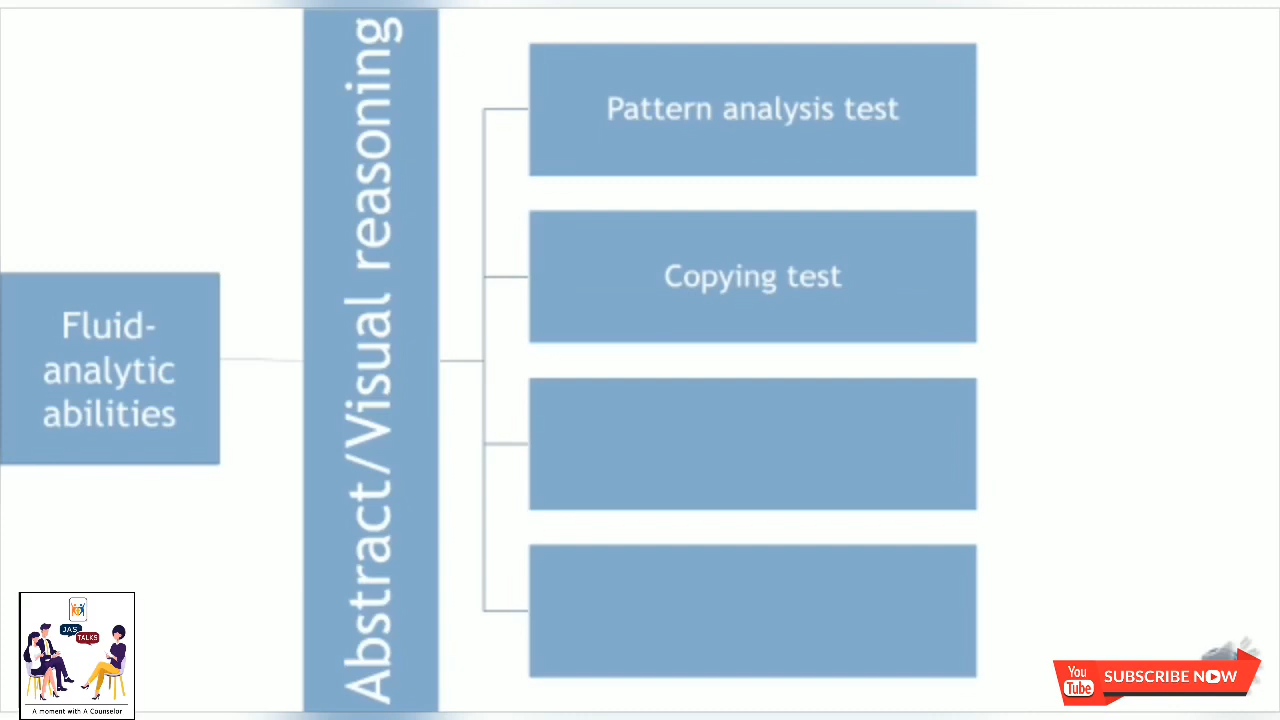 Fluid-
analytic
abilities
Abstract/Visual reasoning
Pattern analysis test
Copying test
JAS
TALKS
A moment with A Counselor
You
Tube
SUBSCRIBE NOW